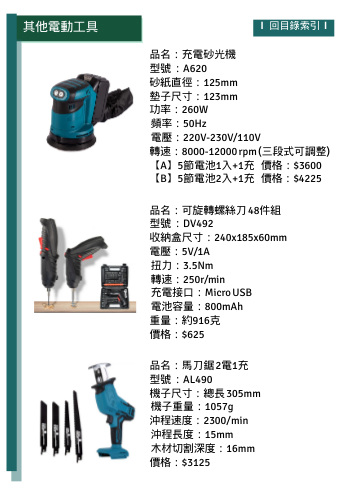 其他電動工具
I 回目錄索引 I
品名：充電砂光機
型號：A620
砂紙直徑：125mm
墊子尺寸：123mm
功率：260W
頻率：50Hz
電壓：220V-230V/110V
轉速：8000-12000rpm(三段式可調整)
【A】5節電池1入+1充 價格：$3600
【B】5節電池2入+1充 價格：$4225
品名：可旋轉螺絲刀48件組
型號：DV492
收納盒尺寸：240x185x60mm
電壓：5V/1A
扭力：3.5Nm
轉速：250r/min
充電接口：Micro USB
電池容量：800mAh
重量：約916克
價格：$625
品名：馬刀鋸2電1充
型號：AL490
機子尺寸：總長305mm
機子重量：1057g
沖程速度：2300/min
沖程長度：15mm
木材切割深度：16mm
價格：$3125